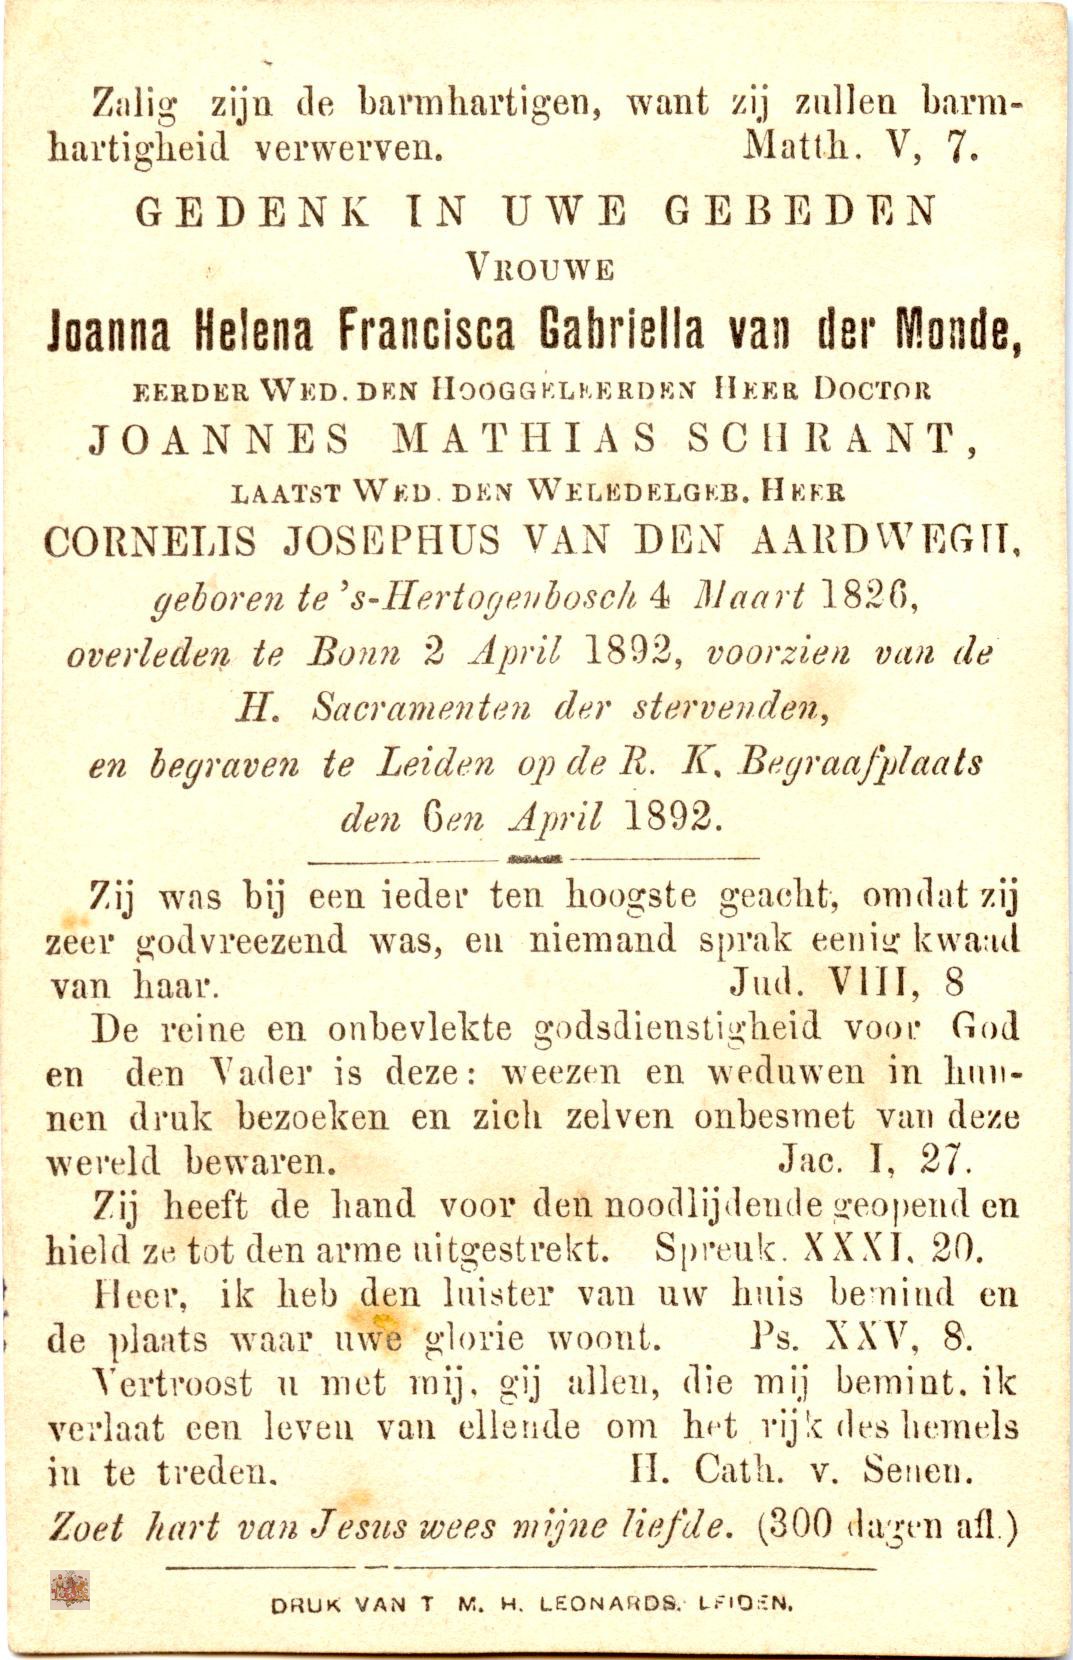 Zalig zijn de barmhartigen, want zij zullen barm-
hartigheid verwerven. Matth. V, 7.
GEDENK IN UWE GEBEDEN
VROUWE
Joanna Helena Francisca Gabriella van der Monde,
EERDER WED. DEN HOOGGELEERDEN HEER DOCTOR
JOANNES MATHIAS SCHRANT,
LAATST WED. DEN WELEDELGEB. HEER
CORNELIS JOSEPHUS VAN DEN AARDWEGH,
geboren te 's-Hertogenbosch 4 Maart 1826,
overleden te Bonn 2 April 1892, voorzien van de
H. Sacramenten der stervenden,
en begraven te Leiden op de R. K. Begraafplaats
den 6en April 1892.
Zij was bij een ieder ten hoogste geacht, omdat zij
zeer godvreezend was, en niemand sprak eenig kwaad
van haar. Jud. VIII, 8
De reine en onbevlekte godsdienstigheid voor God
en den Vader is deze: weezen en weduwen in hun-
nen druk bezoeken en zich zelven onbesmet van deze
wereld bewaren. Jac. I, 27.
Zij heeft de hand voor den noodlijdende geopend en
hield ze tot den arme uitgestrekt. Spreuk. XXXI, 20.
Heer, ik heb den luister van uw huis bemind en
de plaats waar uwe glorie woont. Ps. XXV, 8.
Vertroost u met mij, gij allen, die mij bemint, ik
verlaat een leven van ellende om het rijk des hemels
in te treden. H. Cath. v. Senen.
Zoet hart van Jesus wees mijne liefde. (300 dagen afl.)
DRUK VAN T. M. H. LEONARDS. LEIDEN.